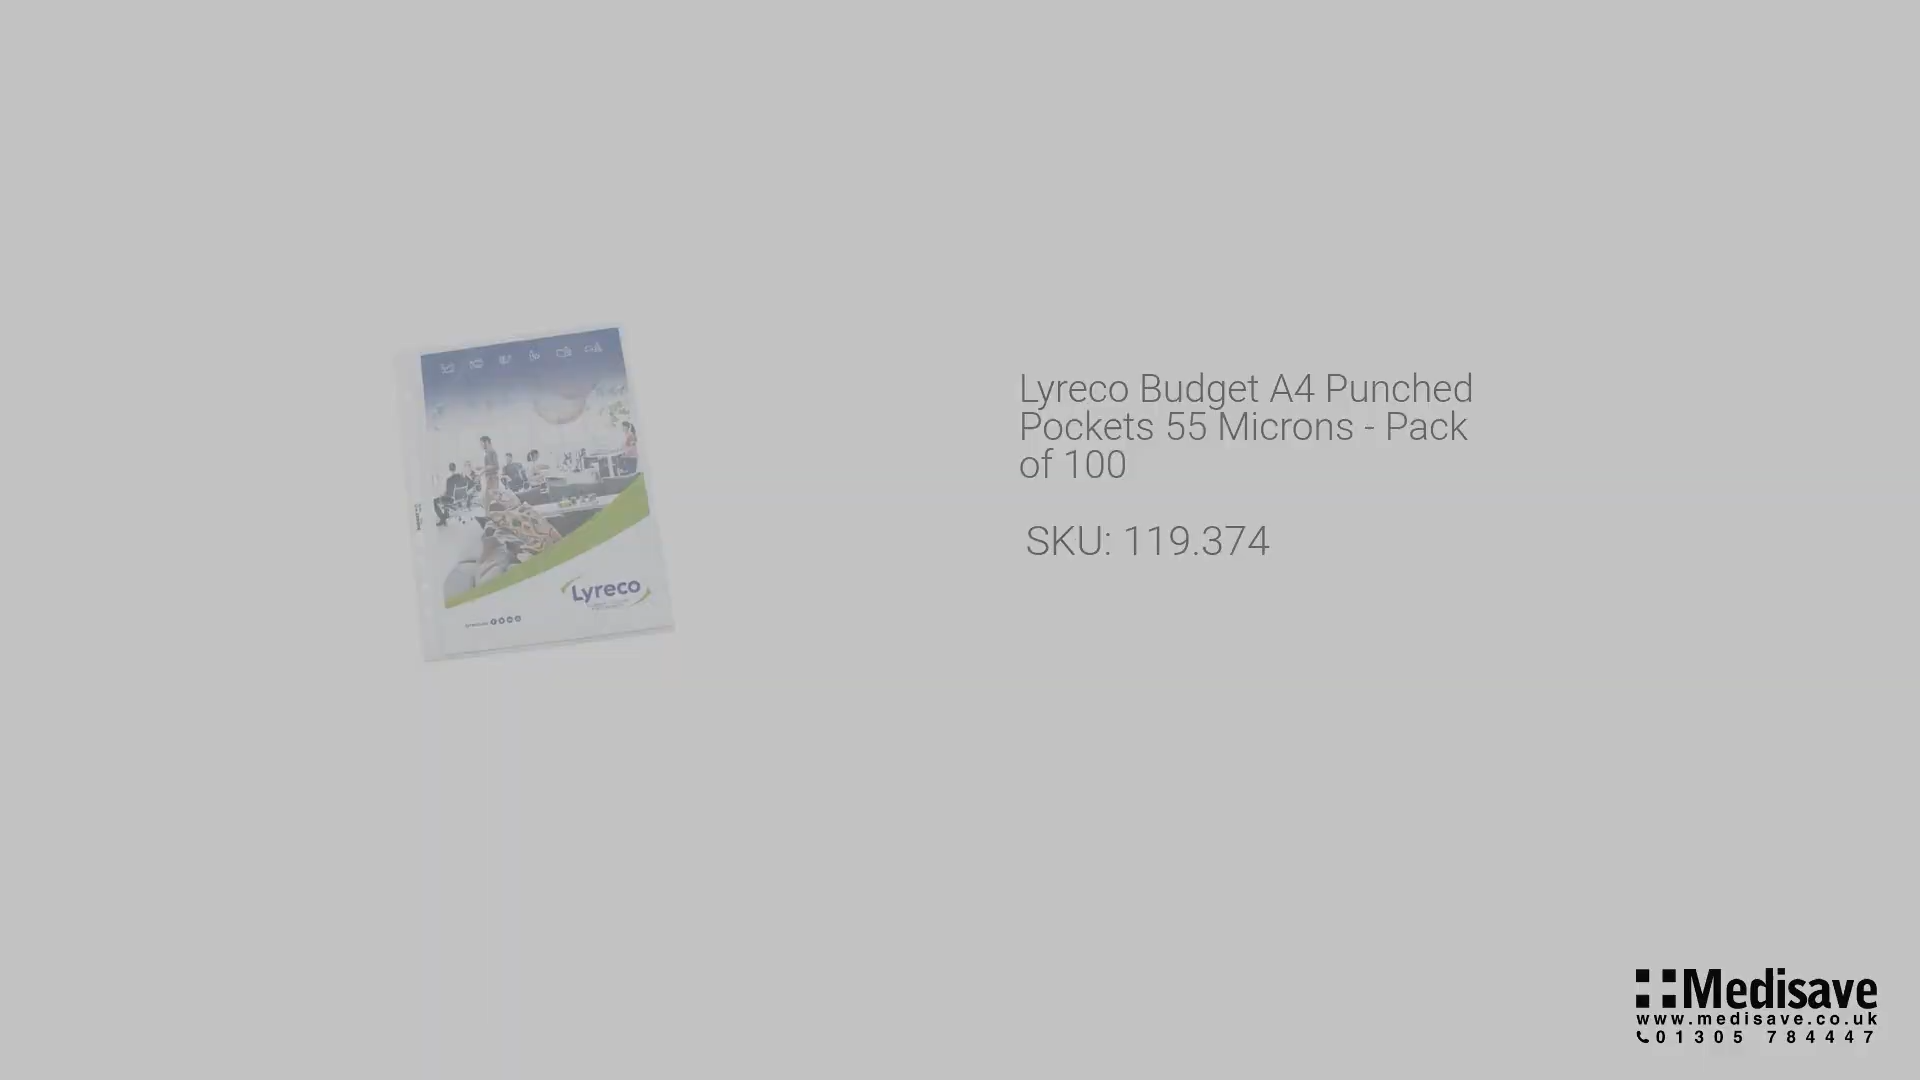 Lyreco
Lyreco Budget A4 Punched
Pockets 55 Microns - Pack
of 100
SKU: 119.374
Medisave
www.medisave.co.uk
01305 784447